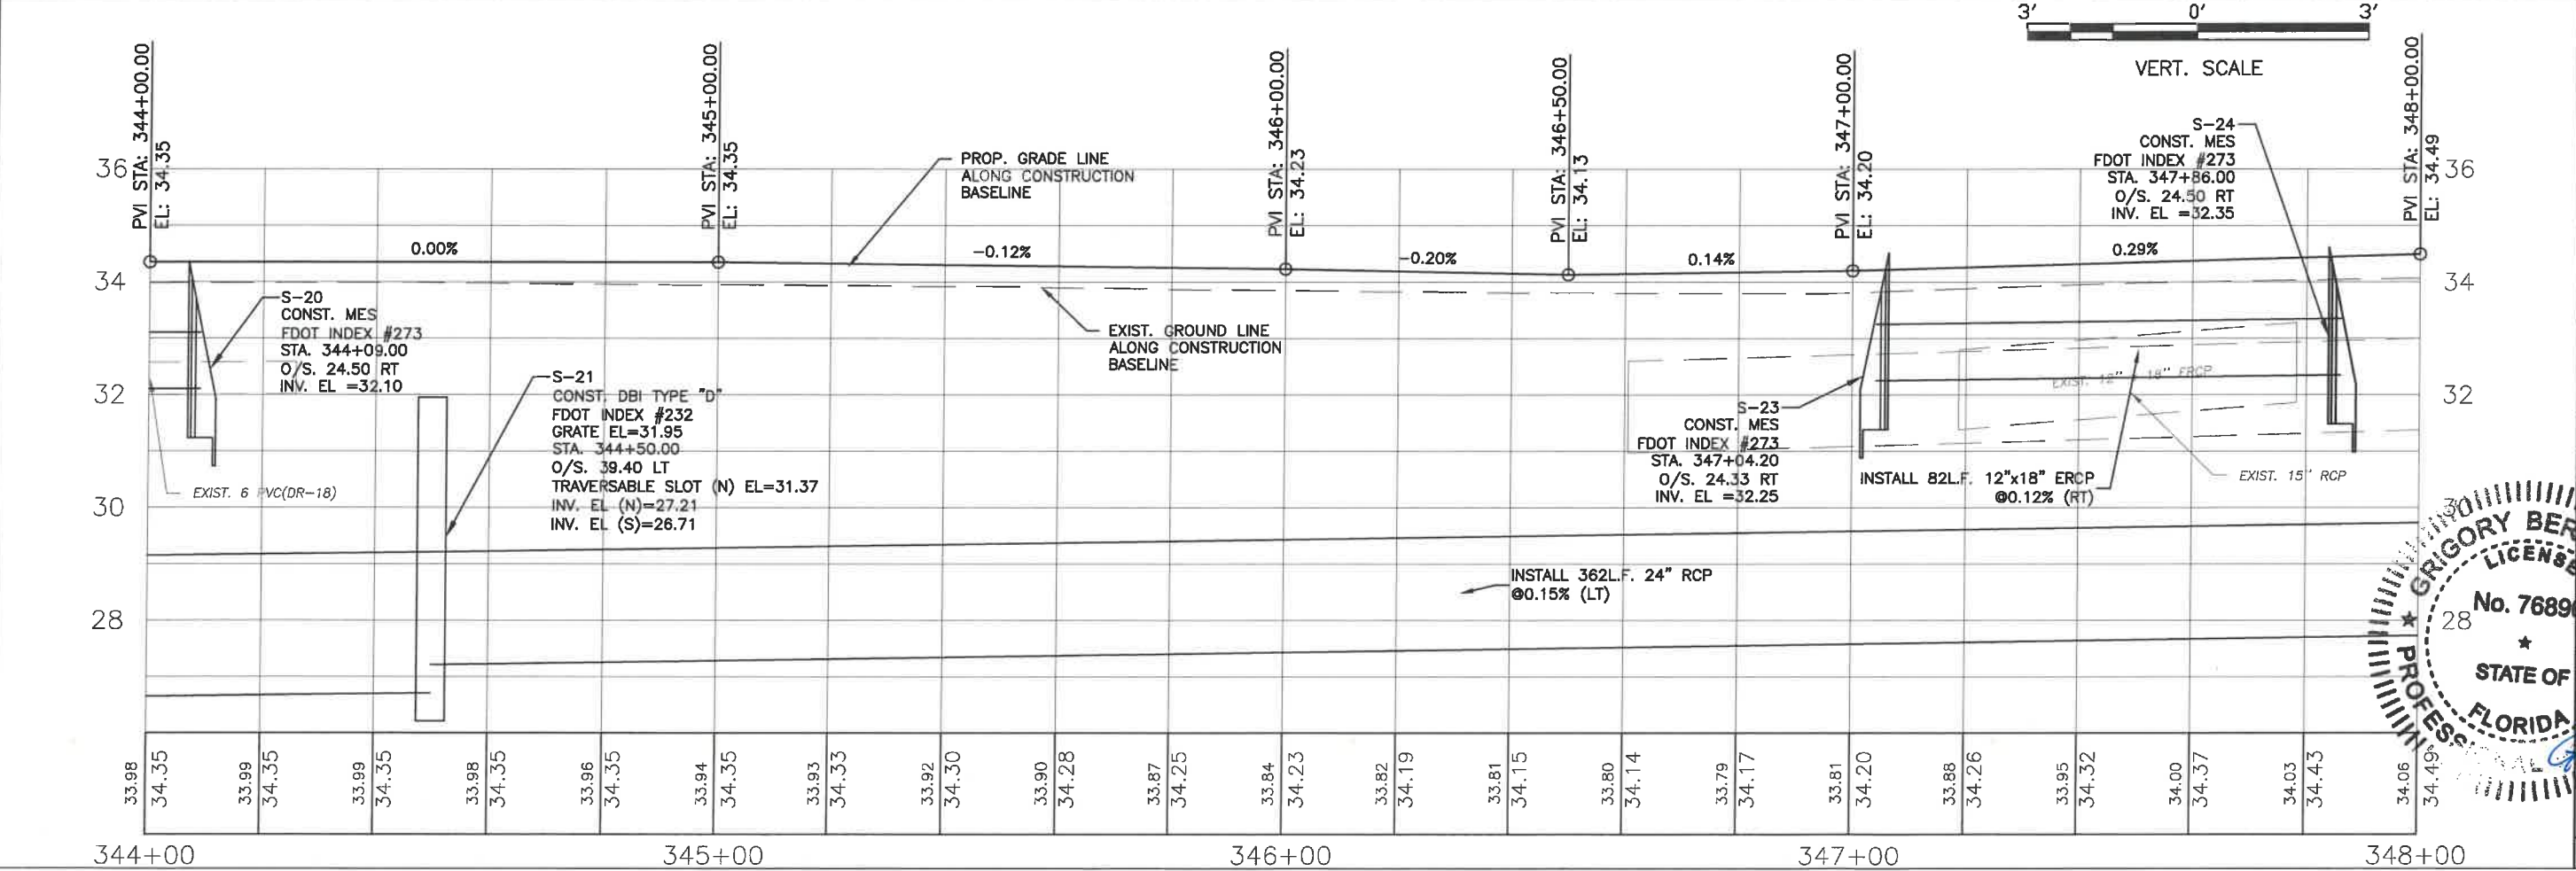 3' 0' 3'
VERT. SCALE
PVI STA: 344+00.00
EL: 34.35
PVI STA: 345+00.00
EL: 34.35
PVI STA: 346+00.00
EL: 34.23
PVI STA: 346+50.00
EL: 34.13
PVI STA: 347+00.00
EL: 34.20
PVI STA: 348+00.00
EL: 34.49
36
34
32
30
28
36
34
32
30
28
0.00%
-0.12%
-0.20%
0.14%
0.29%
PROP. GRADE LINE
ALONG CONSTRUCTION
BASELINE
EXIST. GROUND LINE
ALONG CONSTRUCTION
BASELINE
S-20
CONST. MES
FDOT INDEX #273
STA. 344+09.00
O/S. 24.50 RT
INV. EL =32.10
EXIST. 6 PVC(DR-18)
S-21
CONST. DBI TYPE "D"
FDOT INDEX #232
GRATE EL=31.95
STA. 344+50.00
O/S. 39.40 LT
TRAVERSABLE SLOT (N) EL=31.37
INV. EL (N)=27.21
INV. EL (S)=26.71
INSTALL 362L.F. 24" RCP
@0.15% (LT)
S-23
CONST. MES
FDOT INDEX #273
STA. 347+04.20
O/S. 24.33 RT
INV. EL =32.25
S-24
CONST. MES
FDOT INDEX #273
STA. 347+86.00
O/S. 24.50 RT
INV. EL =32.35
EXIST. 12" 18" ERCP
INSTALL 82L.F. 12"x18" ERCP
@0.12% (RT)
EXIST. 15" RCP
GRIGORY BER
LICENSE
No. 7689
STATE OF
FLORIDA
PROFESS
33.98 34.35
33.99 34.35
33.99 34.35
33.98 34.35
33.96 34.35
33.94 34.35
33.93 34.33
33.92 34.30
33.90 34.28
33.87 34.25
33.84 34.23
33.82 34.19
33.81 34.15
33.80 34.14
33.79 34.17
33.81 34.20
33.88 34.26
33.95 34.32
34.00 34.37
34.03 34.43
34.06 34.49
344+00 345+00 346+00 347+00 348+00